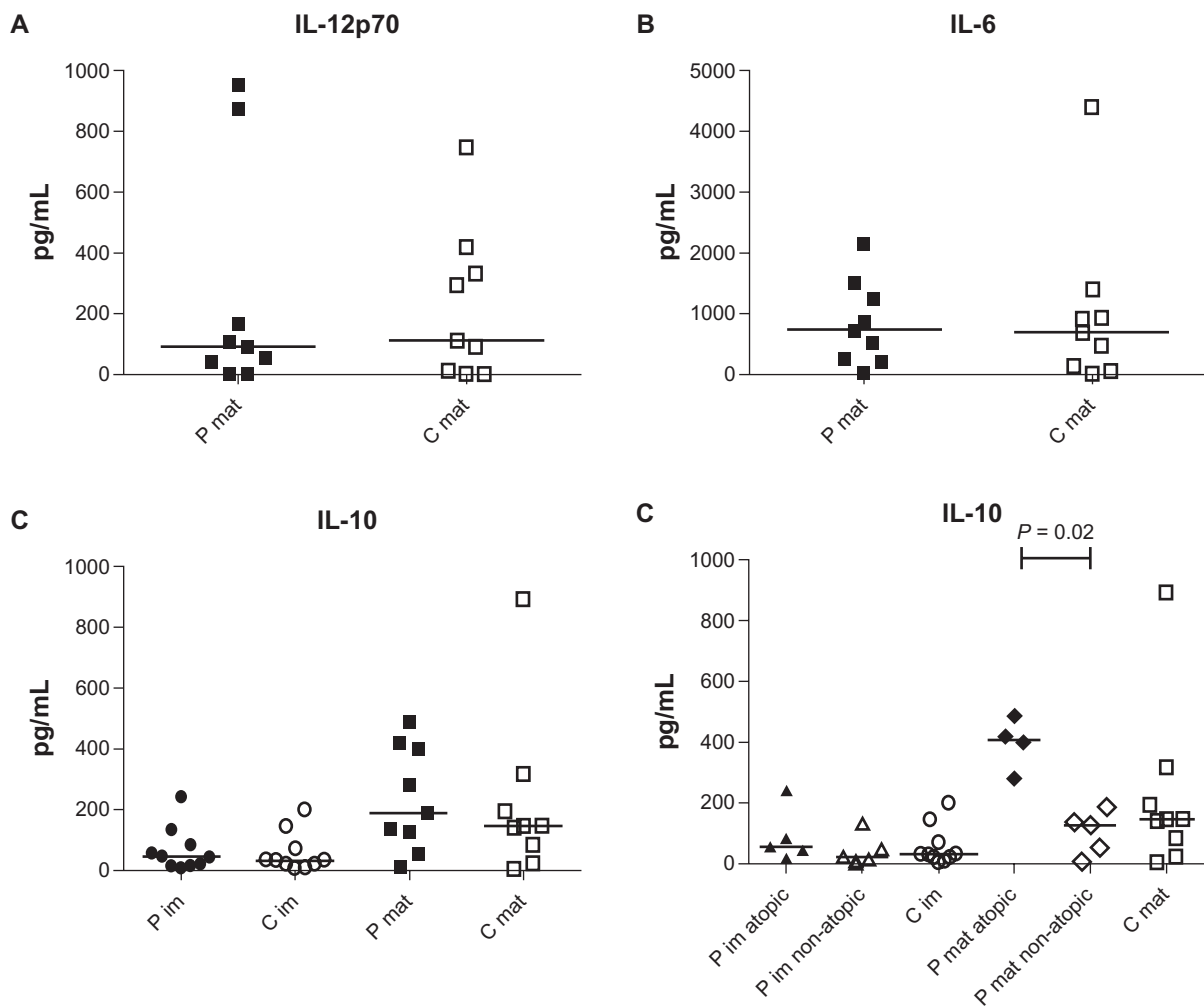 A
IL-12p70
1000
800
600
400
200
0
pg/mL
P mat
C mat
B
IL-6
5000
4000
3000
2000
1000
0
pg/mL
P mat
C mat
C
IL-10
1000
800
600
400
200
0
pg/mL
P im
C im
P mat
C mat
C
IL-10
P = 0.02
1000
800
600
400
200
0
pg/mL
P im atopic
P im non-atopic
C im
P mat atopic
P mat non-atopic
C mat